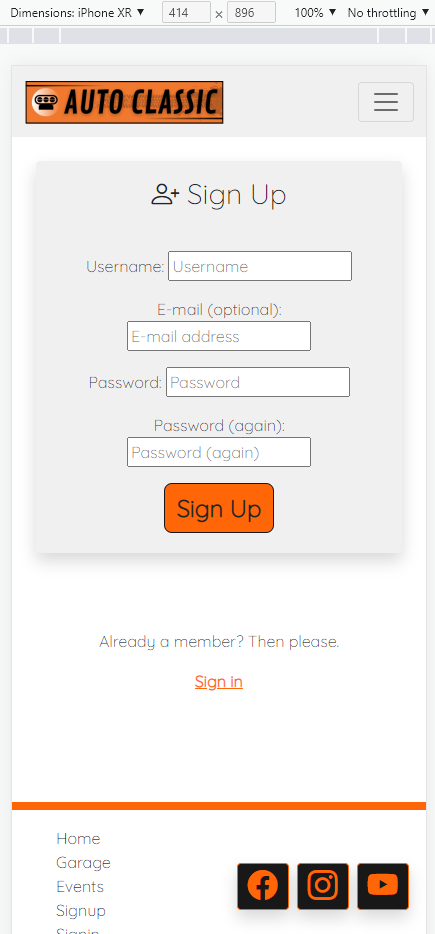 Dimensions: iPhone XR ▼ 414 × 896 100% ▼ No throttling ▼
AUTO CLASSIC
Sign Up
Username: Username
E-mail (optional):
E-mail address
Password: Password
Password (again):
Password (again)
Sign Up
Already a member? Then please.
Sign in
Home
Garage
Events
Signup
Signin